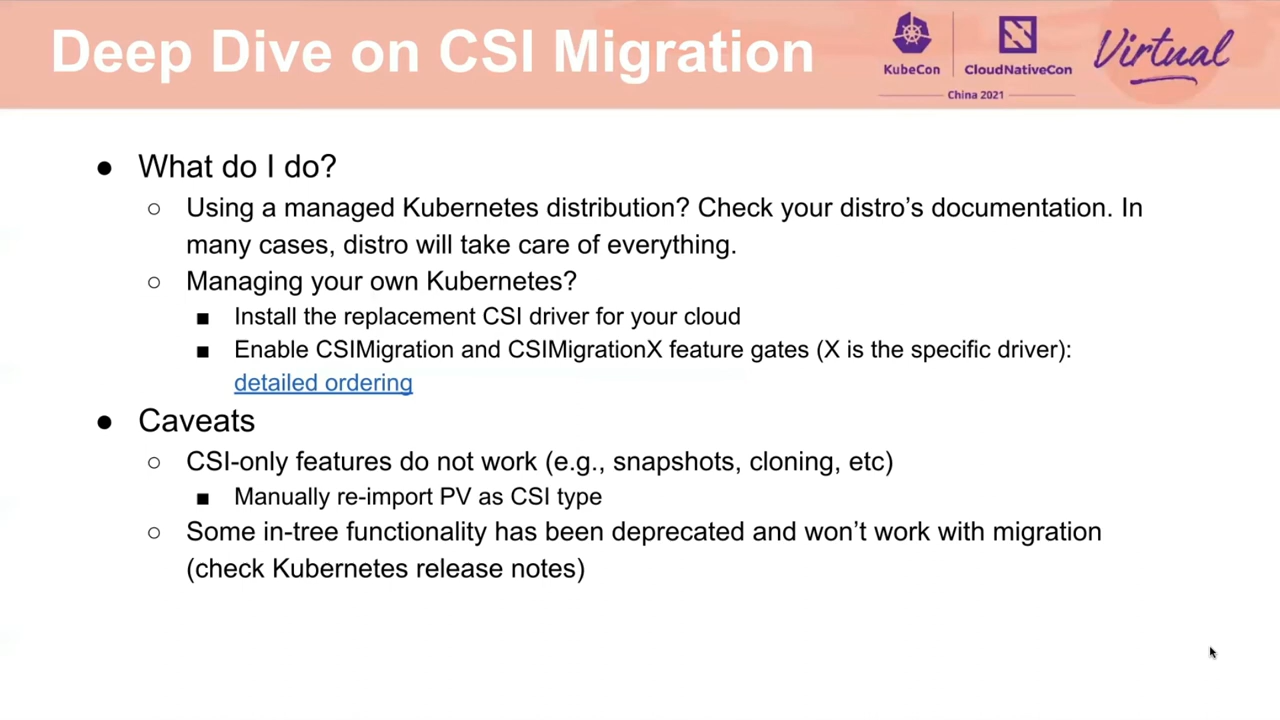 Deep Dive on CSI Migration
KubeCon
CloudNativeCon
China 2021
Virtual
● What do I do?
○ Using a managed Kubernetes distribution? Check your distro’s documentation. In
many cases, distro will take care of everything.
○ Managing your own Kubernetes?
■ Install the replacement CSI driver for your cloud
■ Enable CSIMigration and CSIMigrationX feature gates (X is the specific driver):
detailed ordering
● Caveats
○ CSI-only features do not work (e.g., snapshots, cloning, etc)
■ Manually re-import PV as CSI type
○ Some in-tree functionality has been deprecated and won’t work with migration
(check Kubernetes release notes)